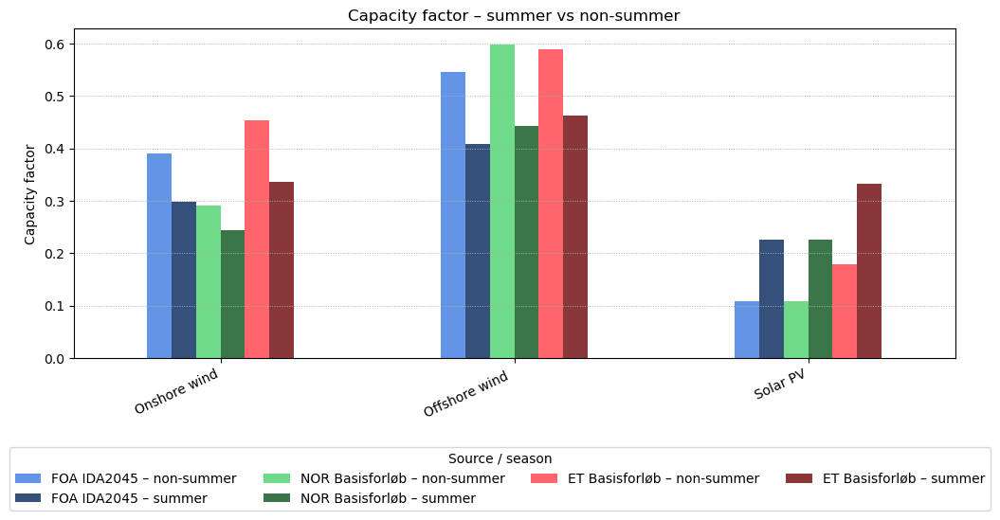 Capacity factor – summer vs non-summer
Capacity factor
0.6
0.5
0.4
0.3
0.2
0.1
0.0
Onshore wind
Offshore wind
Solar PV
Source / season
FOA IDA2045 – non-summer
FOA IDA2045 – summer
NOR Basisforløb – non-summer
NOR Basisforløb – summer
ET Basisforløb – non-summer
ET Basisforløb – summer